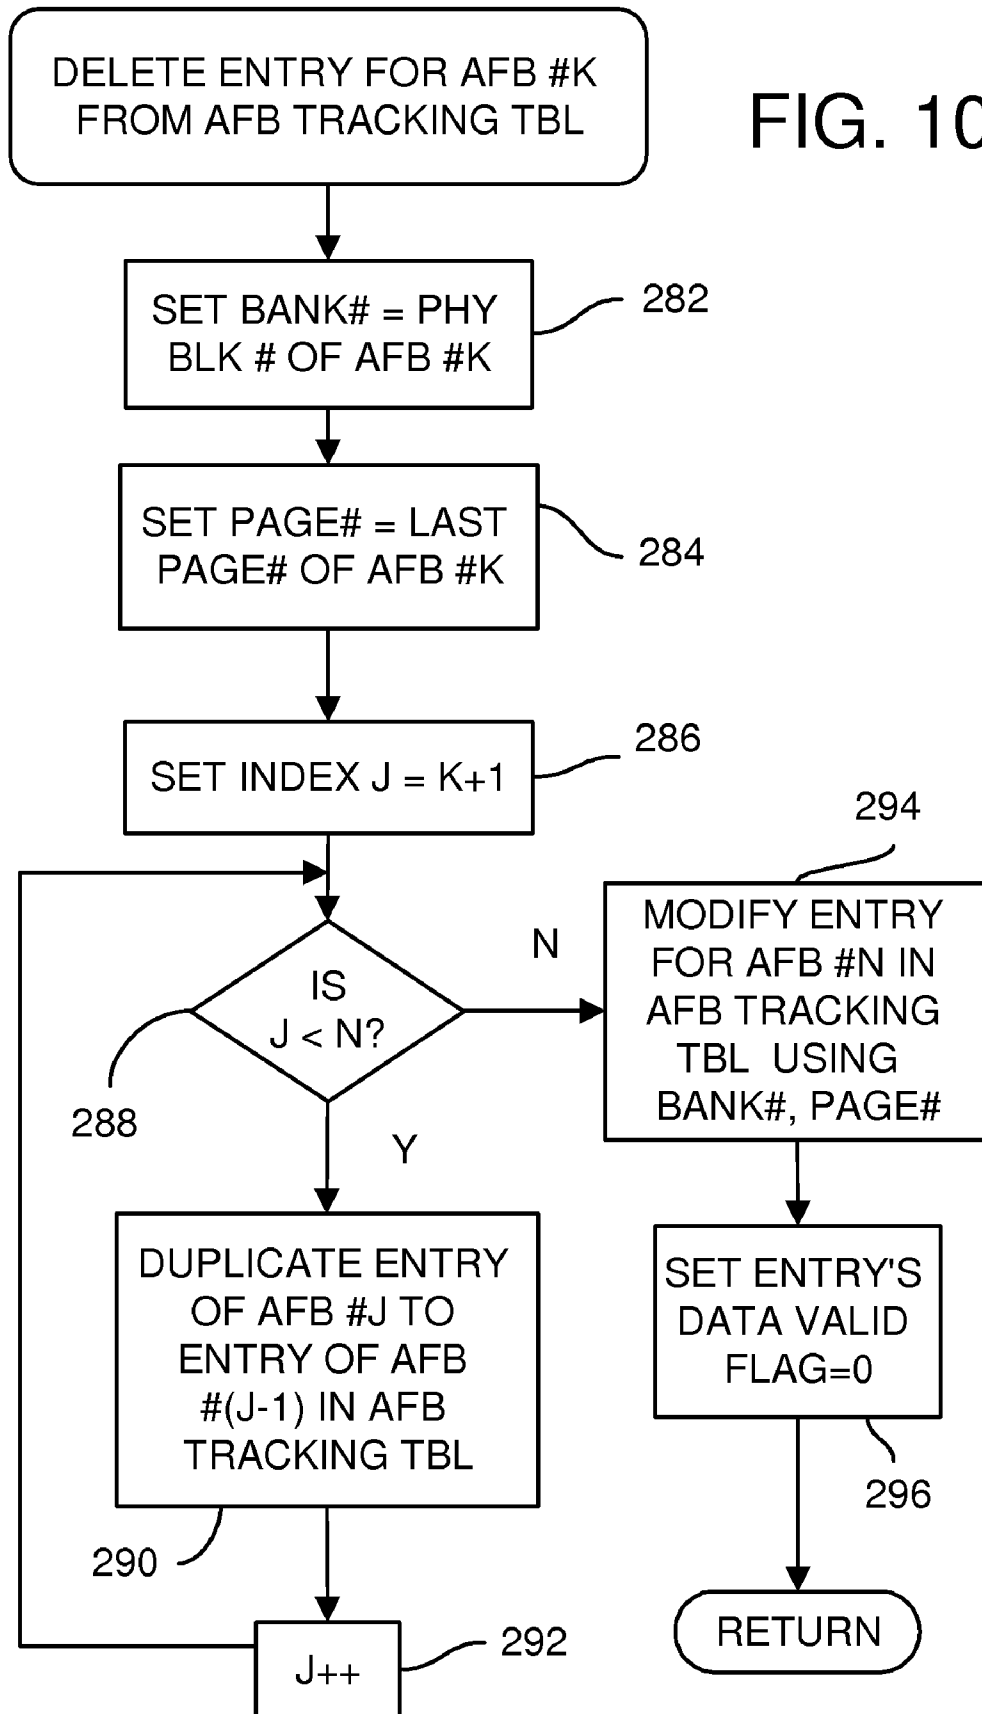 DELETE ENTRY FOR AFB #K
FROM AFB TRACKING TBL
FIG. 10
SET BANK# = PHY
BLK # OF AFB #K
282
SET PAGE# = LAST
PAGE# OF AFB #K
284
SET INDEX J = K+1
286
IS
J < N?
288
N
Y
294
MODIFY ENTRY
FOR AFB #N IN
AFB TRACKING
TBL USING
BANK#, PAGE#
DUPLICATE ENTRY
OF AFB #J TO
ENTRY OF AFB
#(J-1) IN AFB
TRACKING TBL
290
SET ENTRY'S
DATA VALID
FLAG=0
296
J++
292
RETURN